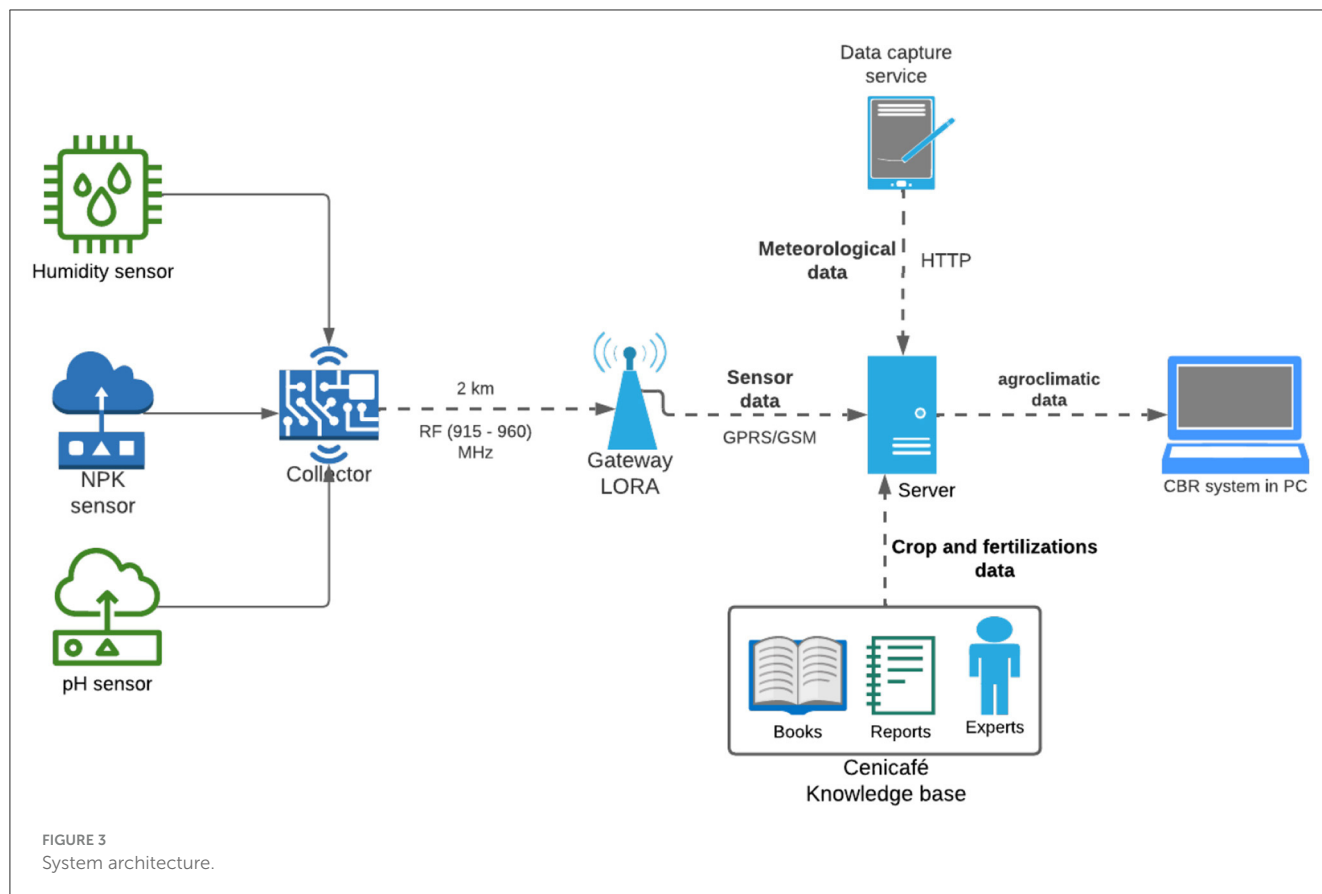 Data capture
service
Humidity sensor
Meteorological
data
HTTP
NPK
sensor
Collector
2 km
RF (915 - 960)
MHz
Gateway
LORA
Sensor
data
GPRS/GSM
Server
agroclimatic
data
CBR system in PC
pH sensor
Crop and fertilizations
data
Books
Reports
Experts
Cenicafé
Knowledge base
FIGURE 3
System architecture.